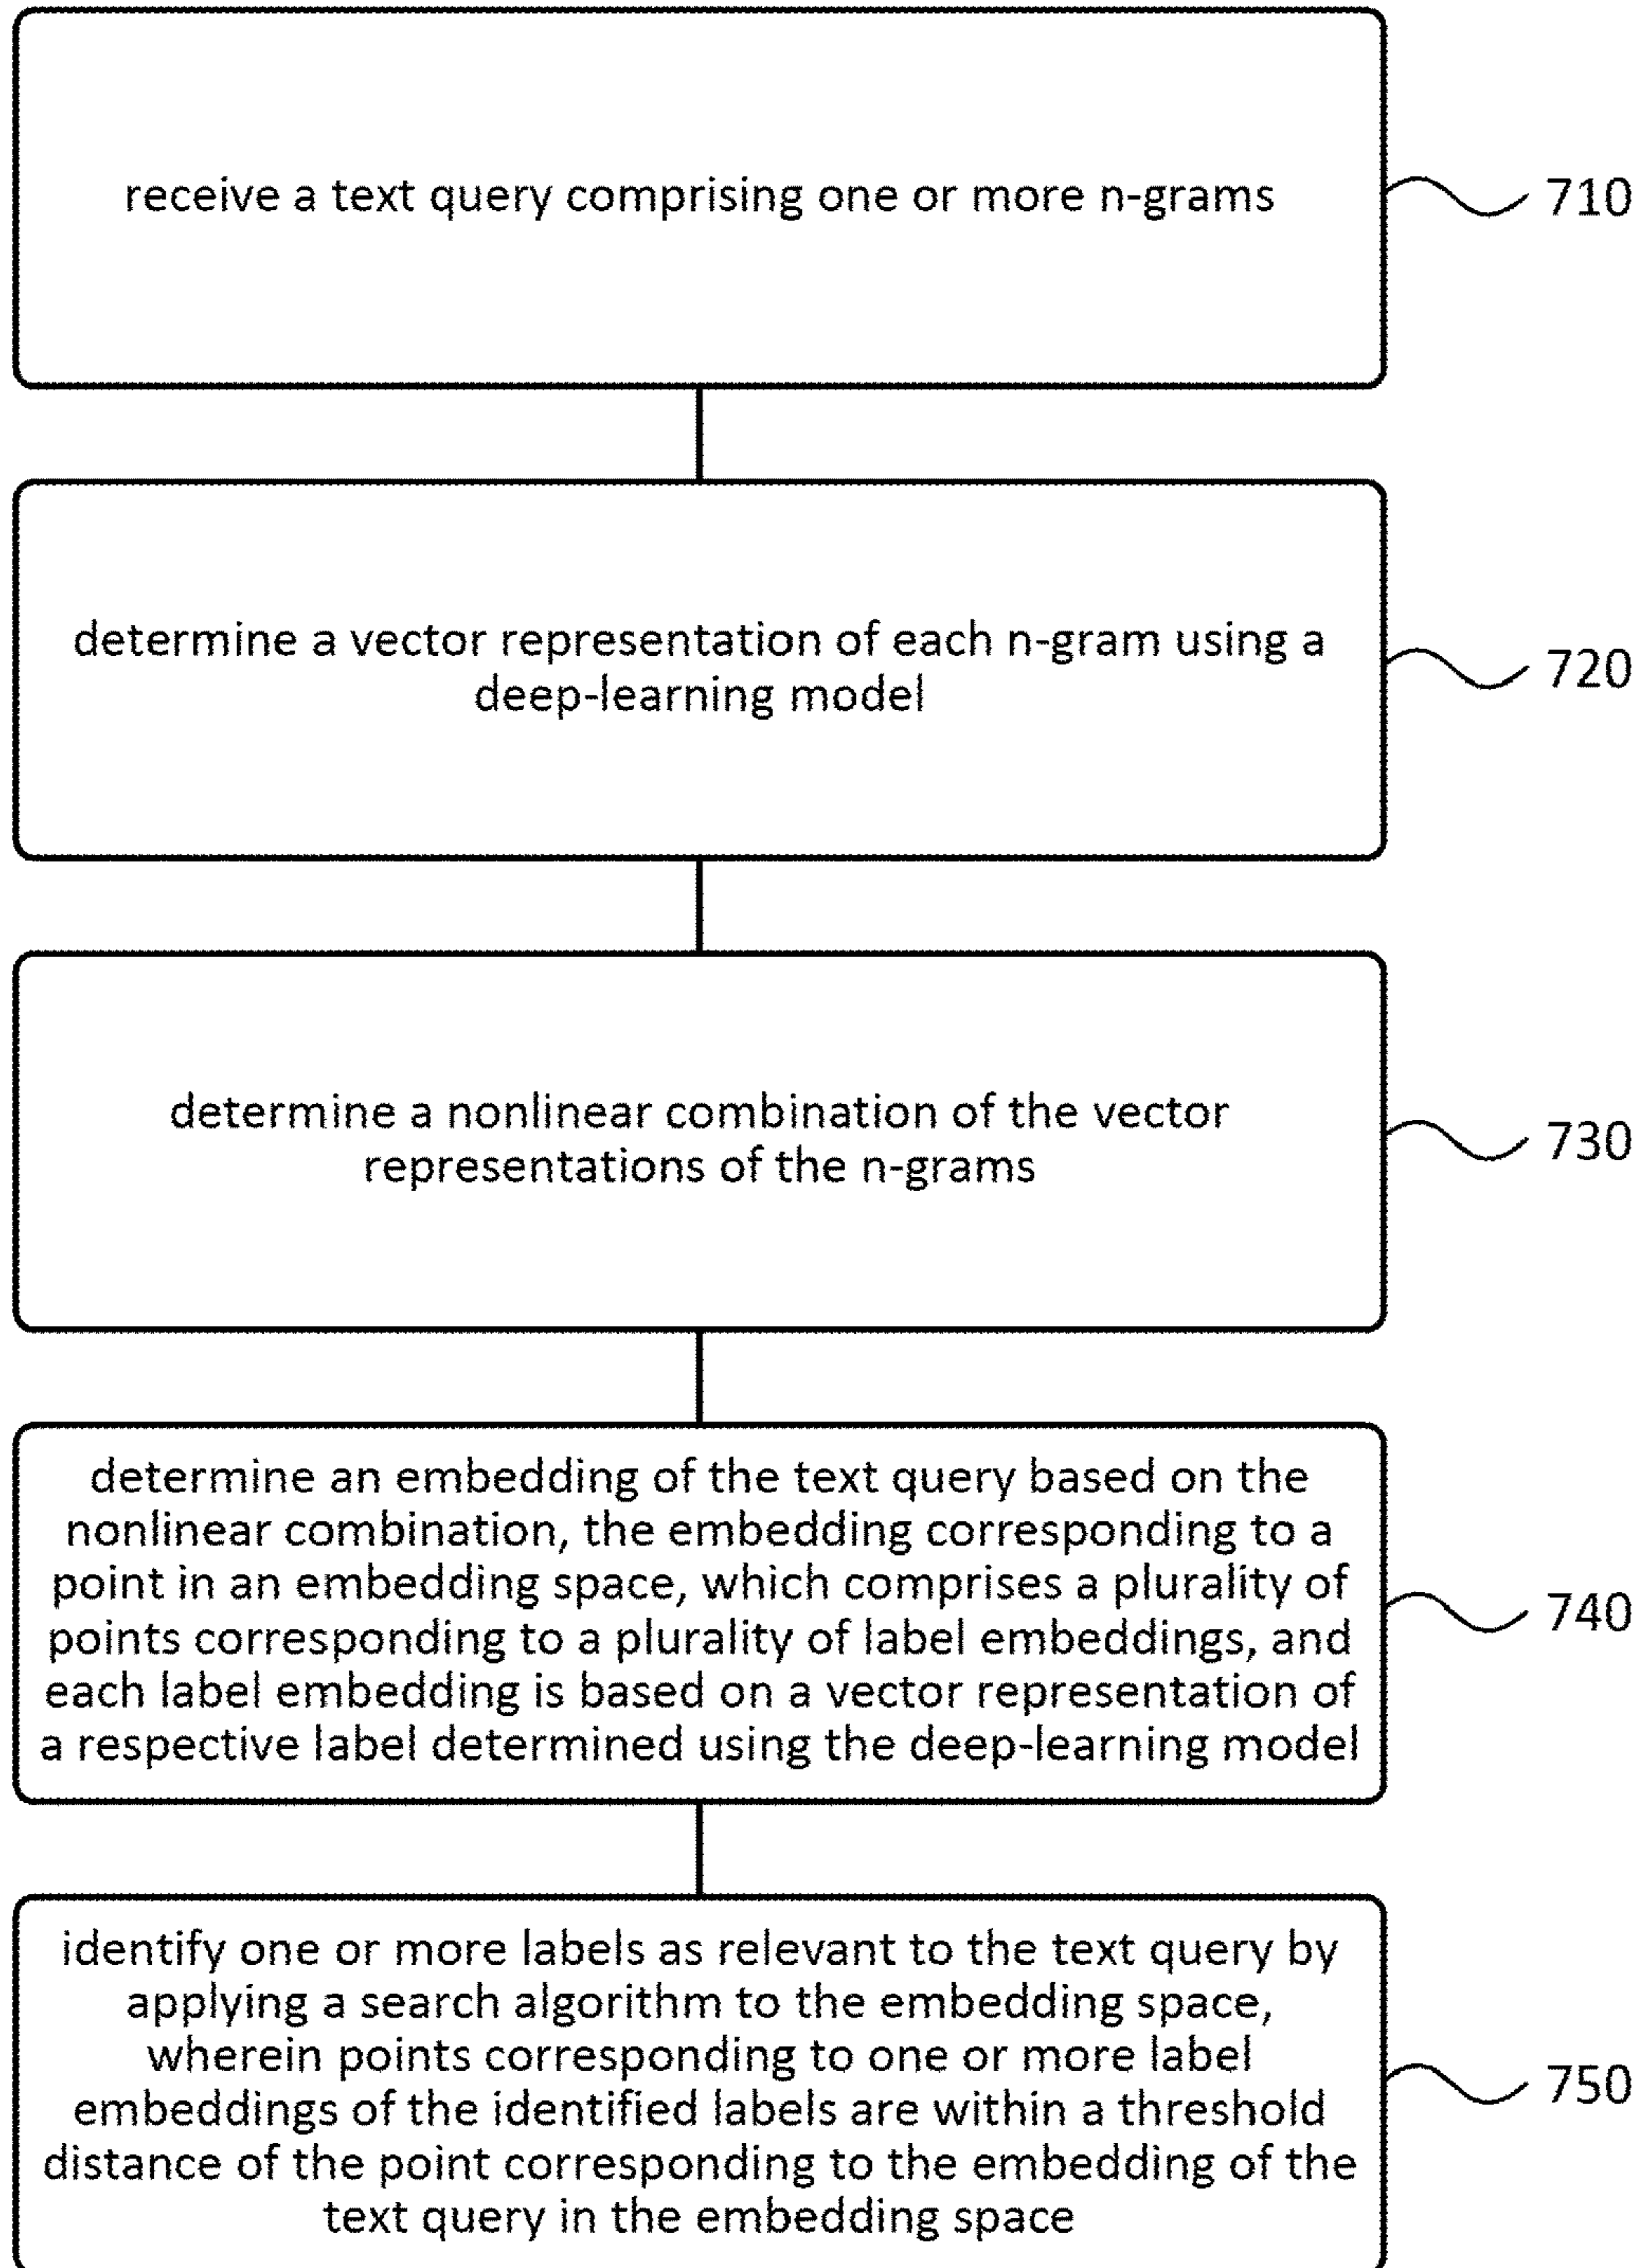 receive a text query comprising one or more n-grams
710
determine a vector representation of each n-gram using a
deep-learning model
720
determine a nonlinear combination of the vector
representations of the n-grams
730
determine an embedding of the text query based on the
nonlinear combination, the embedding corresponding to a
point in an embedding space, which comprises a plurality of
points corresponding to a plurality of label embeddings, and
each label embedding is based on a vector representation of
a respective label determined using the deep-learning model
740
identify one or more labels as relevant to the text query by
applying a search algorithm to the embedding space,
wherein points corresponding to one or more label
embeddings of the identified labels are within a threshold
distance of the point corresponding to the embedding of the
text query in the embedding space
750